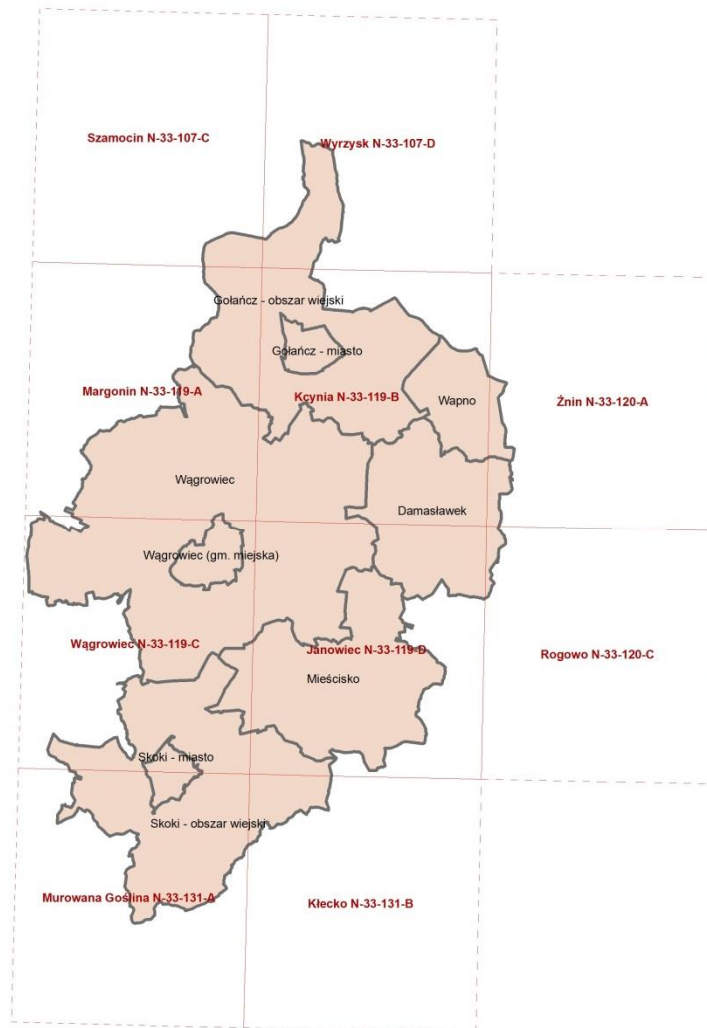 Szamocin N-33-107-C
Wyrzysk N-33-107-D
Gołańcz - obszar wiejski
Gołańcz - miasto
Margonin N-33-119-A
Kcynia N-33-119-B
Wapno
Żnin N-33-120-A
Wągrowiec
Damasławek
Wągrowiec (gm. miejska)
Wągrowiec N-33-119-C
Janowiec N-33-119-D
Rogowo N-33-120-C
Mieścisko
Skoki - miasto
Skoki - obszar wiejski
Murowana Goślina N-33-131-A
Kłecko N-33-131-B